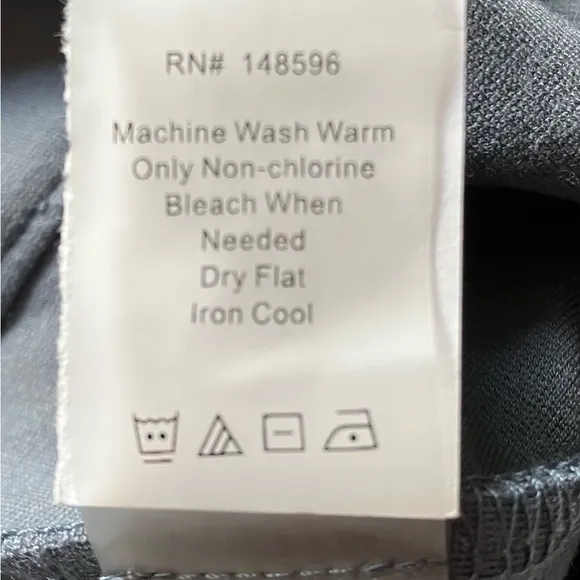 RN# 148596
Machine Wash Warm
Only Non-chlorine
Bleach When
Needed
Dry Flat
Iron Cool